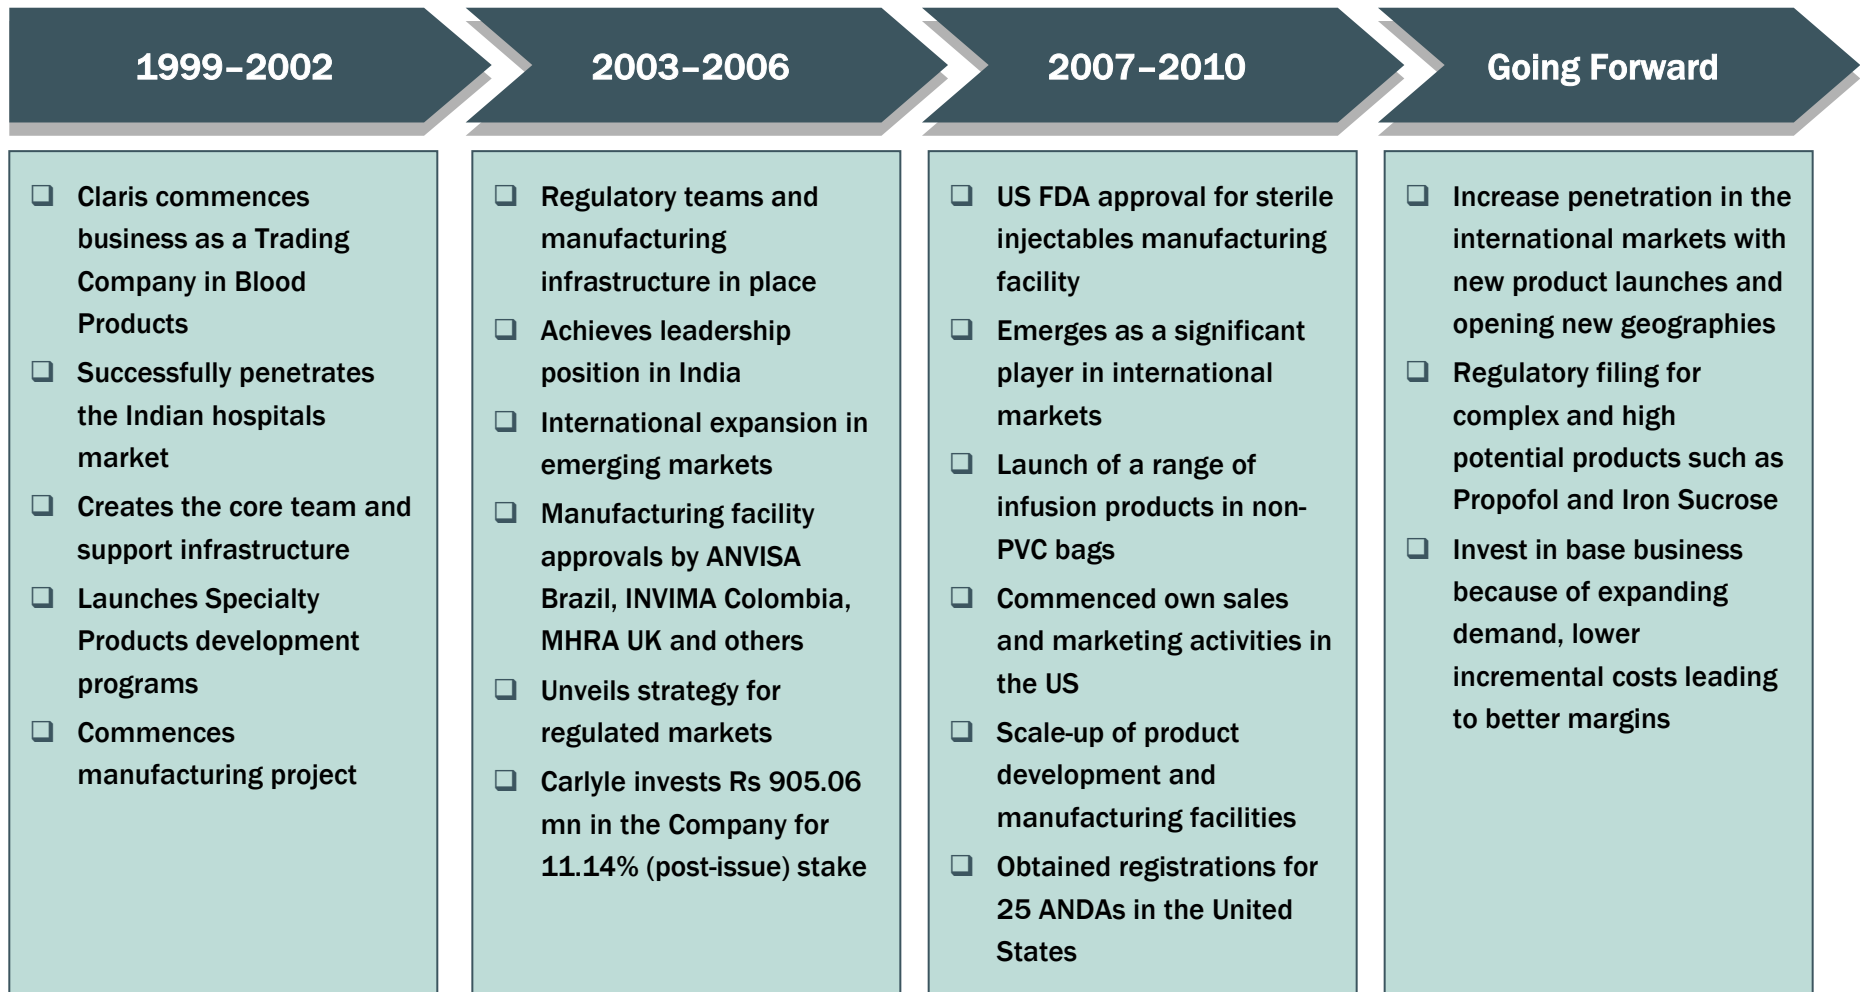 1999–2002
Claris commences
business as a Trading
Company in Blood
Products
Successfully penetrates
the Indian hospitals
market
Creates the core team and
support infrastructure
Launches Specialty
Products development
programs
Commences
manufacturing project
2003–2006
Regulatory teams and
manufacturing
infrastructure in place
Achieves leadership
position in India
International expansion in
emerging markets
Manufacturing facility
approvals by ANVISA
Brazil, INVIMA Colombia,
MHRA UK and others
Unveils strategy for
regulated markets
Carlyle invests Rs 905.06
mn in the Company for
11.14% (post-issue) stake
2007–2010
US FDA approval for sterile
injectables manufacturing
facility
Emerges as a significant
player in international
markets
Launch of a range of
infusion products in non-
PVC bags
Commenced own sales
and marketing activities in
the US
Scale-up of product
development and
manufacturing facilities
Obtained registrations for
25 ANDAs in the United
States
Going Forward
Increase penetration in the
international markets with
new product launches and
opening new geographies
Regulatory filing for
complex and high
potential products such as
Propofol and Iron Sucrose
Invest in base business
because of expanding
demand, lower
incremental costs leading
to better margins